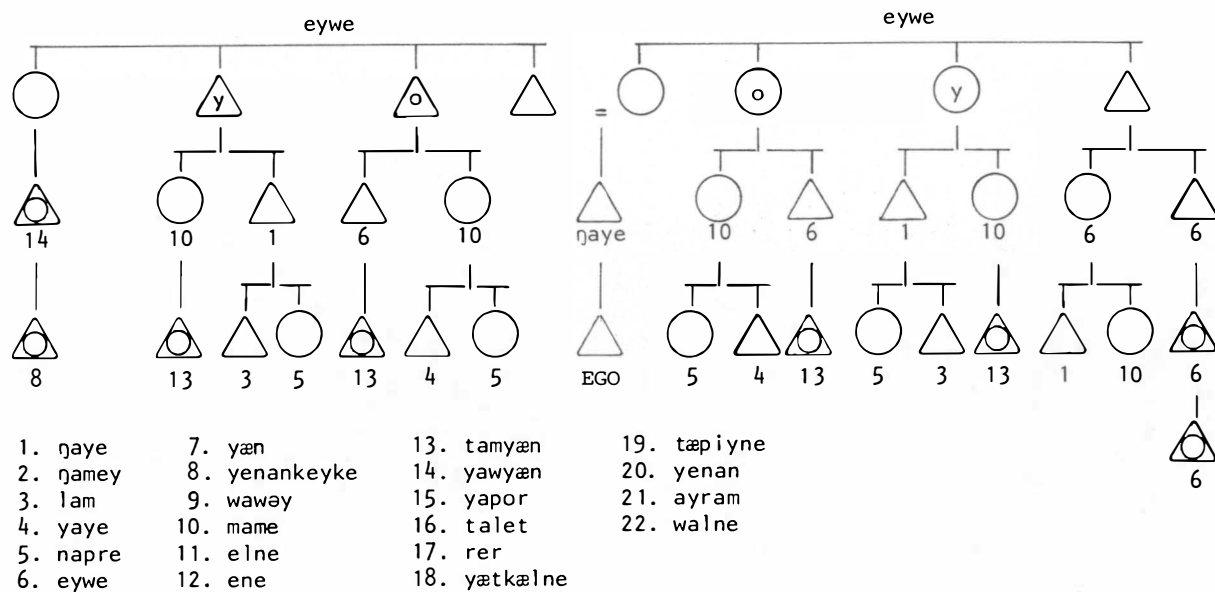 eywe eywe
y o = o y
14 10 1 6 10 ŋaye 10 6 1 10 6 6
8 13 3 5 13 4 5 EGO 5 4 13 5 3 13 1 10 6
6
1. ŋaye 7. yæn 13. tamyæn 19. tæpiyne
2. ŋamey 8. yenankeyke 14. yawyæn 20. yenan
3. lam 9. wawəy 15. yapor 21. ayram
4. yaye 10. mame 16. talet 22. walne
5. napre 11. elne 17. rer
6. eywe 12. ene 18. yætkælne